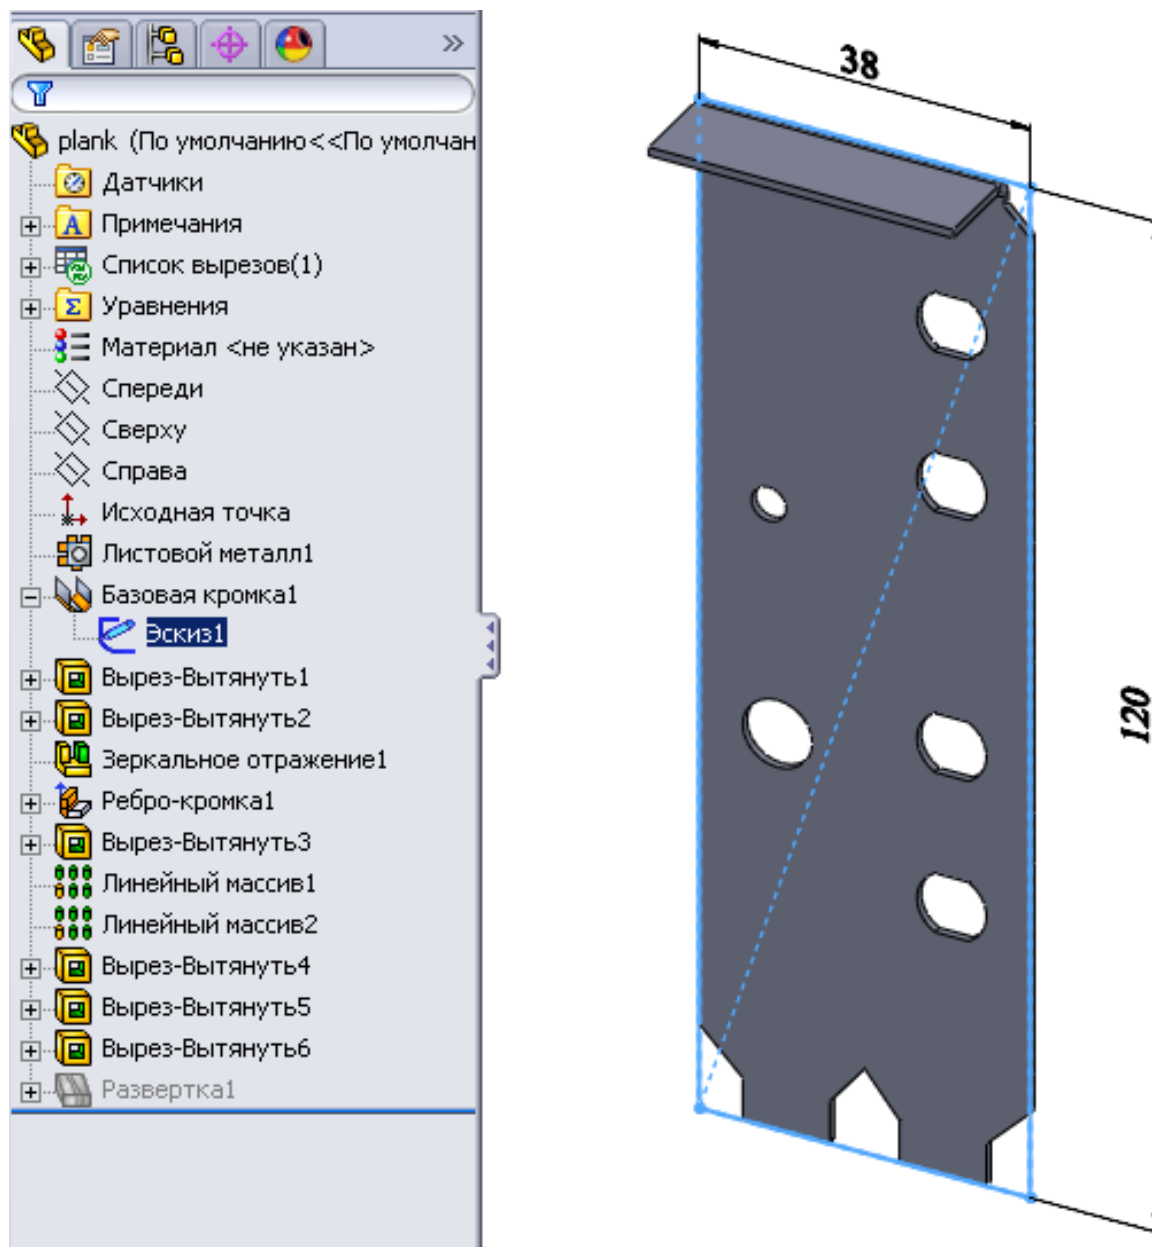 plank (По умолчанию<<По умолчан
Датчики
Примечания
Список вырезов(1)
Уравнения
Материал <не указан>
Спереди
Сверху
Справа
Исходная точка
Листовой металл1
Базовая кромка1
Эскиз1
Вырез-Вытянуть1
Вырез-Вытянуть2
Зеркальное отражение1
Ребро-кромка1
Вырез-Вытянуть3
Линейный массив1
Линейный массив2
Вырез-Вытянуть4
Вырез-Вытянуть5
Вырез-Вытянуть6
Развертка1
38
120